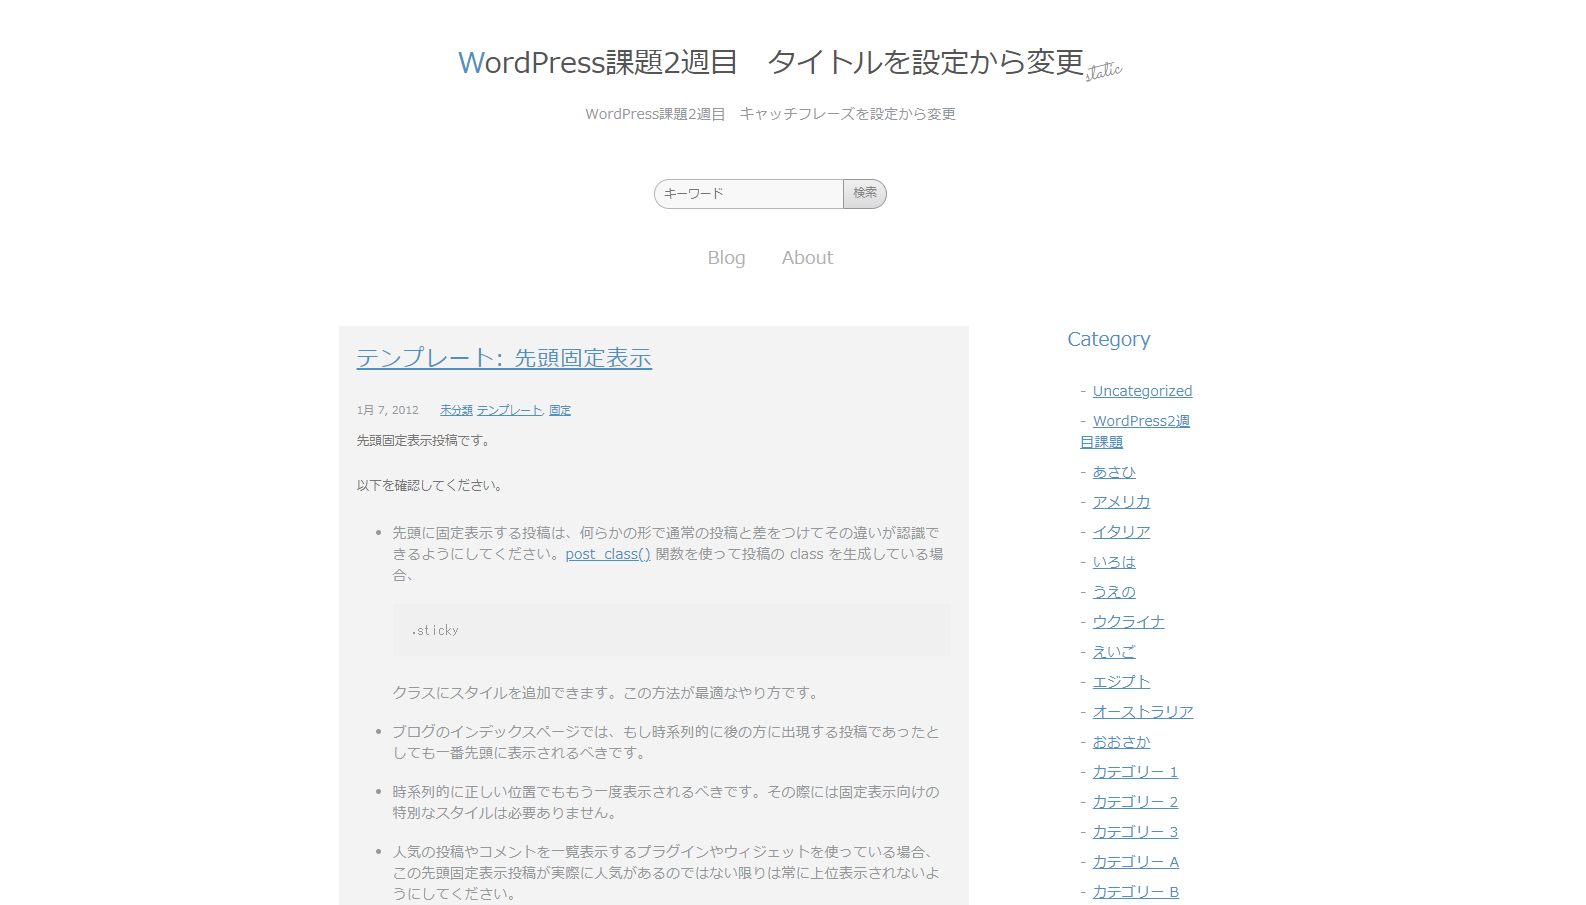 WordPress課題2週目　タイトルを設定から変更 static
WordPress課題2週目　キャッチフレーズを設定から変更
キーワード 検索
Blog About
テンプレート: 先頭固定表示
1月 7, 2012 未分類 テンプレート, 固定
先頭固定表示投稿です。
以下を確認してください。
先頭に固定表示する投稿は、何らかの形で通常の投稿と差をつけてその違いが認識で
きるようにしてください。post_class() 関数を使って投稿の class を生成している場
合、
.sticky
クラスにスタイルを追加できます。この方法が最適なやり方です。
ブログのインデックスページでは、もし時系列的に後の方に出現する投稿であったと
しても一番先頭に表示されるべきです。
時系列的に正しい位置でももう一度表示されるべきです。その際には固定表示向けの
特別なスタイルは必要ありません。
人気の投稿やコメントを一覧表示するプラグインやウィジェットを使っている場合、
この先頭固定表示投稿が実際に人気があるのではない限りは常に上位表示されないよ
うにしてください。
Category
- Uncategorized
- WordPress2週
目課題
- あさひ
- アメリカ
- イタリア
- いろは
- うえの
- ウクライナ
- えいご
- エジプト
- オーストラリア
- おおさか
- カテゴリー 1
- カテゴリー 2
- カテゴリー 3
- カテゴリー A
- カテゴリー B